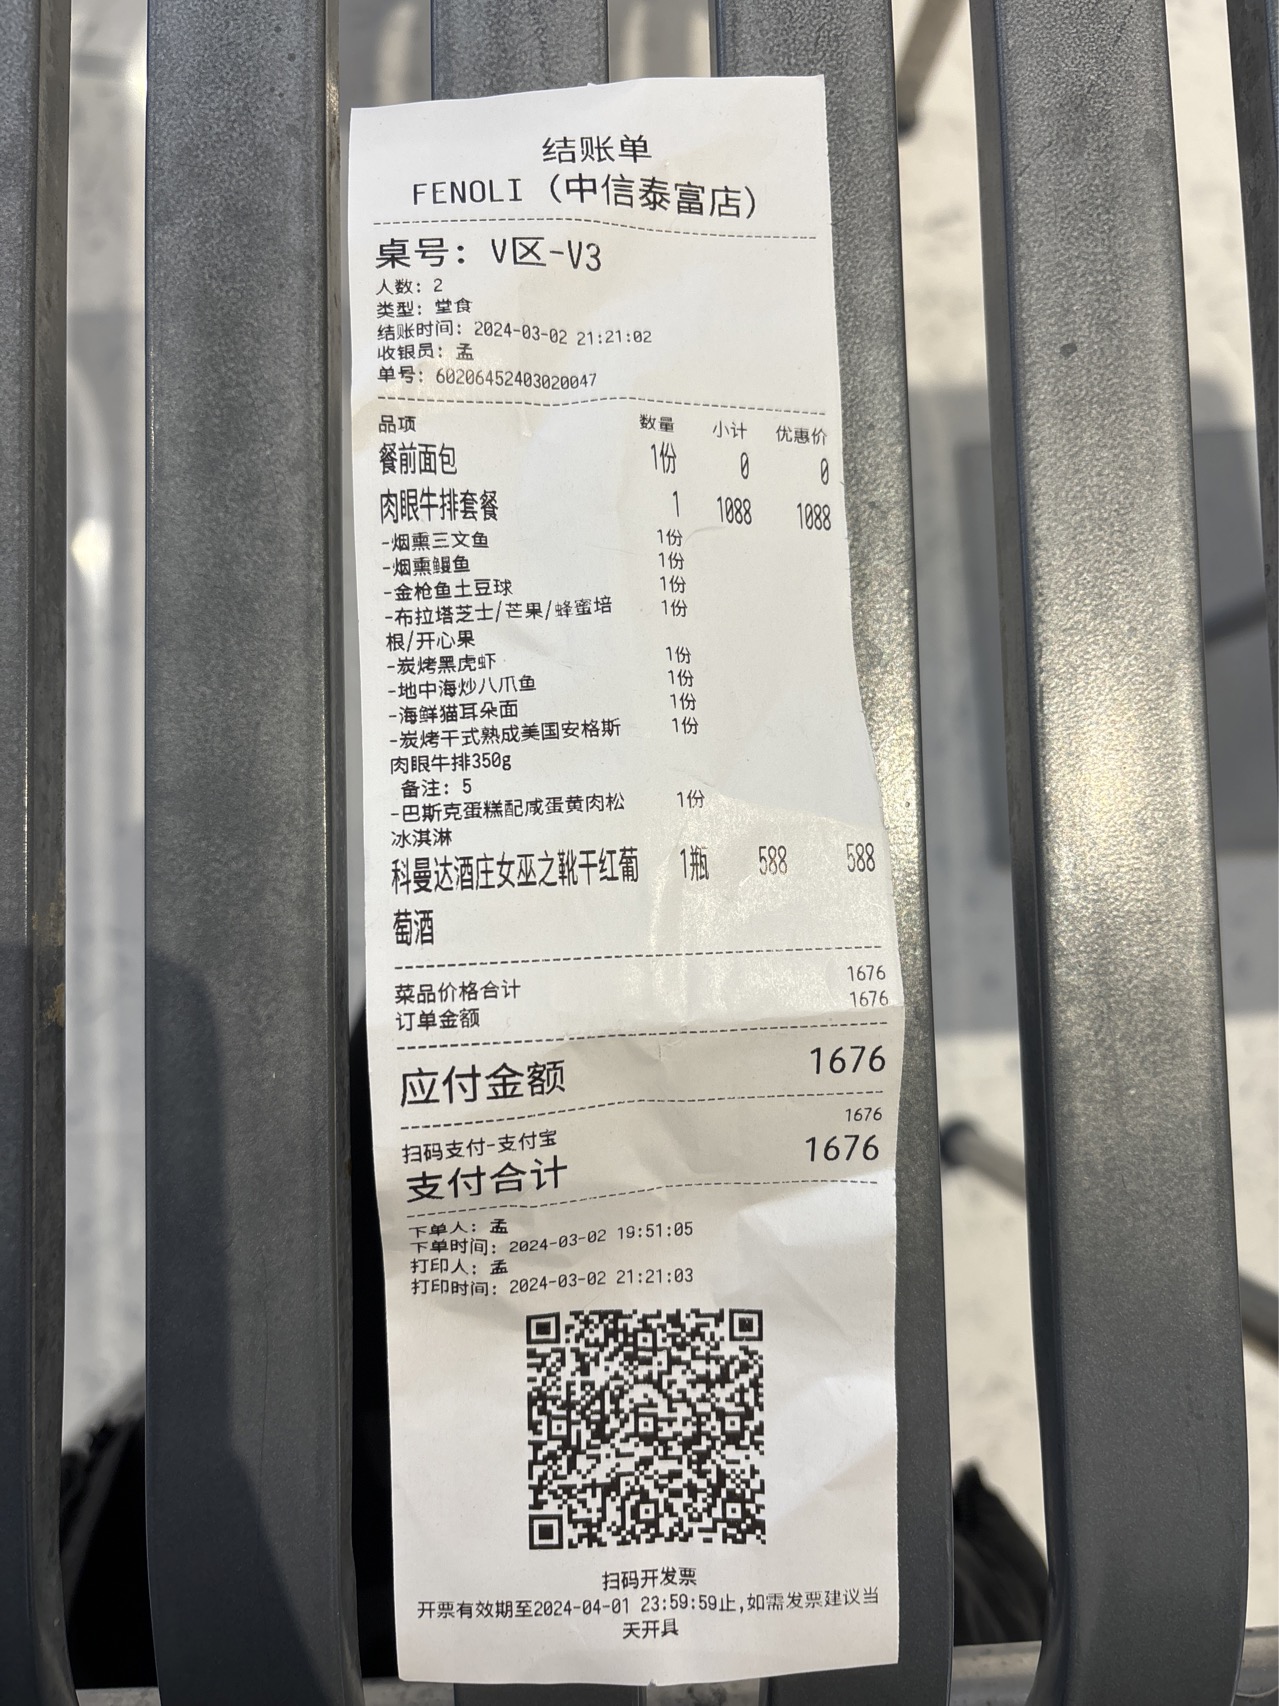 结账单
FENOLI（中信泰富店）
桌号：V区-V3
人数：2
类型：堂食
结账时间：2024-03-02 21:21:02
收银员：孟
单号：60206452403020047
品项 数量 小计 优惠价
餐前面包 1份 0 0
肉眼牛排套餐 1 1088 1088
-烟熏三文鱼 1份
-烟熏鳗鱼 1份
-金枪鱼土豆球 1份
-布拉塔芝士/芒果/蜂蜜培 1份
根/开心果
-炭烤黑虎虾 1份
-地中海炒八爪鱼 1份
-海鲜猫耳朵面 1份
-炭烤干式熟成美国安格斯 1份
肉眼牛排350g
备注：5
-巴斯克蛋糕配咸蛋黄肉松 1份
冰淇淋
科曼达酒庄女巫之靴干红葡 1瓶 588 588
萄酒
菜品价格合计 1676
订单金额 1676
应付金额 1676
扫码支付-支付宝 1676
支付合计 1676
下单人：孟
下单时间：2024-03-02 19:51:05
打印人：孟
打印时间：2024-03-02 21:21:03
扫码开发票
开票有效期至2024-04-01 23:59:59止,如需发票建议当
天开具